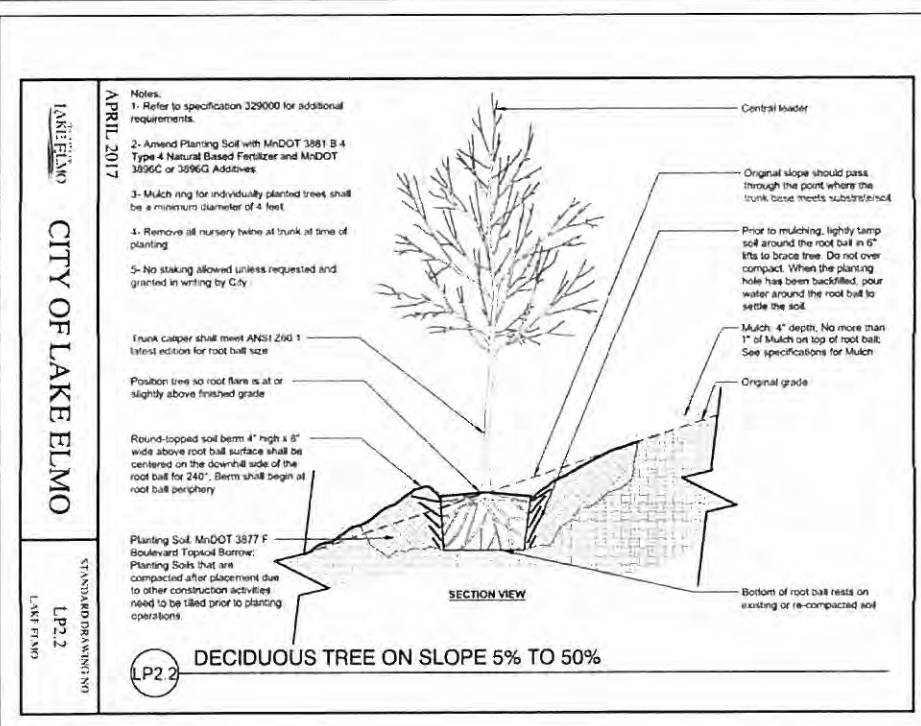 LAKE ELMO
CITY OF LAKE ELMO
STANDARD DRAWING NO
LP2.2
LAKE ELMO
APRIL 2017
Notes:
1- Refer to specification 329000 for additional
requirements.
2- Amend Planting Soil with MnDOT 3881 B 4
Type 4 Natural Based Fertilizer and MnDOT
3896C or 3896G Additives
3- Mulch ring for individually planted trees shall
be a minimum diameter of 4 feet
4- Remove all nursery twine at trunk at time of
planting
5- No staking allowed unless requested and
granted in writing by City
Trunk caliper shall meet ANSI Z60 1
latest edition for root ball size
Position tree so root flare is at or
slightly above finished grade
Round-topped soil berm 4" high x 8"
wide above root ball surface shall be
centered on the downhill side of the
root ball for 240°. Berm shall begin at
root ball periphery
Planting Soil. MnDOT 3877 F
Boulevard Topsoil Borrow;
Planting Soils that are
compacted after placement due
to other construction activities
need to be tilled prior to planting
operations.
Central leader
Original slope should pass
through the point where the
trunk base meets substrate/soil
Prior to mulching, lightly tamp
soil around the root ball in 6"
lifts to brace tree. Do not over
compact. When the planting
hole has been backfilled, pour
water around the root ball to
settle the soil.
Mulch: 4" depth, No more than
1" of Mulch on top of root ball;
See specifications for Mulch
Original grade
Bottom of root ball rests on
existing or re-compacted soil
SECTION VIEW
LP2.2
DECIDUOUS TREE ON SLOPE 5% TO 50%